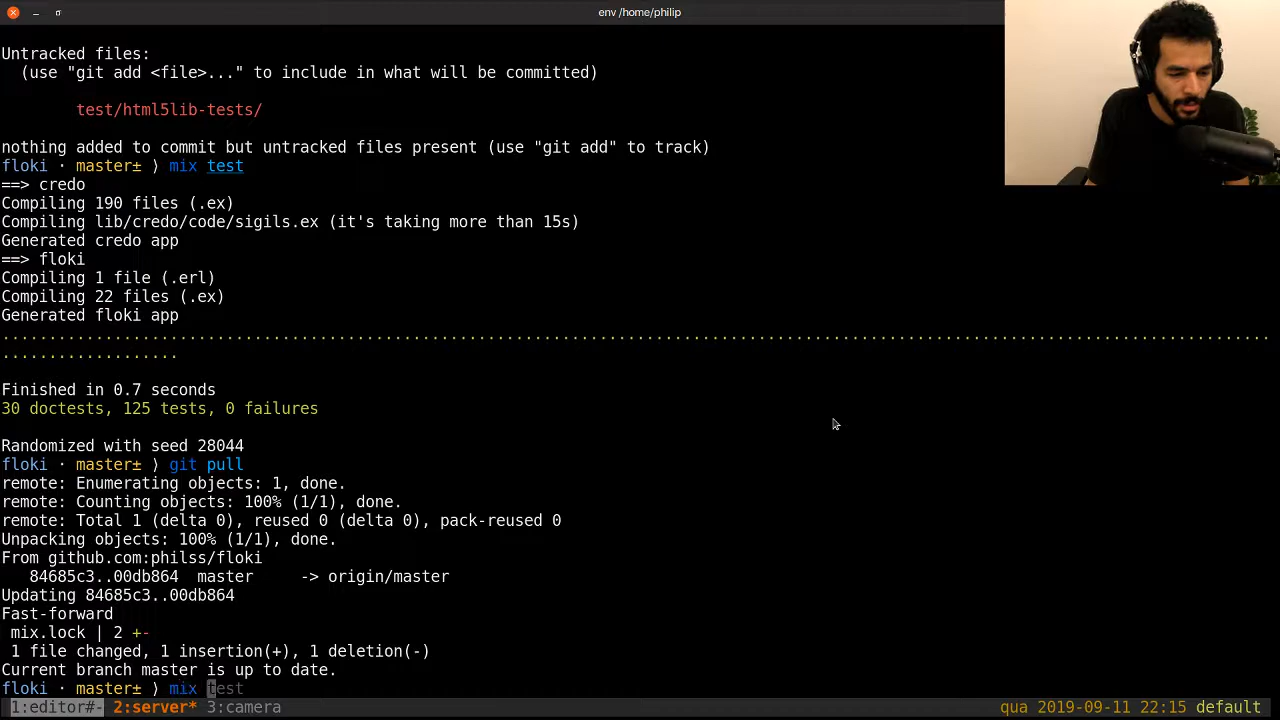 env /home/philip
Untracked files:
(use "git add <file>..." to include in what will be committed)
test/html5lib-tests/
nothing added to commit but untracked files present (use "git add" to track)
floki · master± ⟩ mix test
==> credo
Compiling 190 files (.ex)
Compiling lib/credo/code/sigils.ex (it's taking more than 15s)
Generated credo app
==> floki
Compiling 1 file (.erl)
Compiling 22 files (.ex)
Generated floki app
........................................................................................................................................
...................
Finished in 0.7 seconds
30 doctests, 125 tests, 0 failures
Randomized with seed 28044
floki · master± ⟩ git pull
remote: Enumerating objects: 1, done.
remote: Counting objects: 100% (1/1), done.
remote: Total 1 (delta 0), reused 0 (delta 0), pack-reused 0
Unpacking objects: 100% (1/1), done.
From github.com:philss/floki
84685c3..00db864  master     -> origin/master
Updating 84685c3..00db864
Fast-forward
mix.lock | 2 +-
1 file changed, 1 insertion(+), 1 deletion(-)
Current branch master is up to date.
floki · master± ⟩ mix test
1:editor#- 2:server* 3:camera qua 2019-09-11 22:15 default